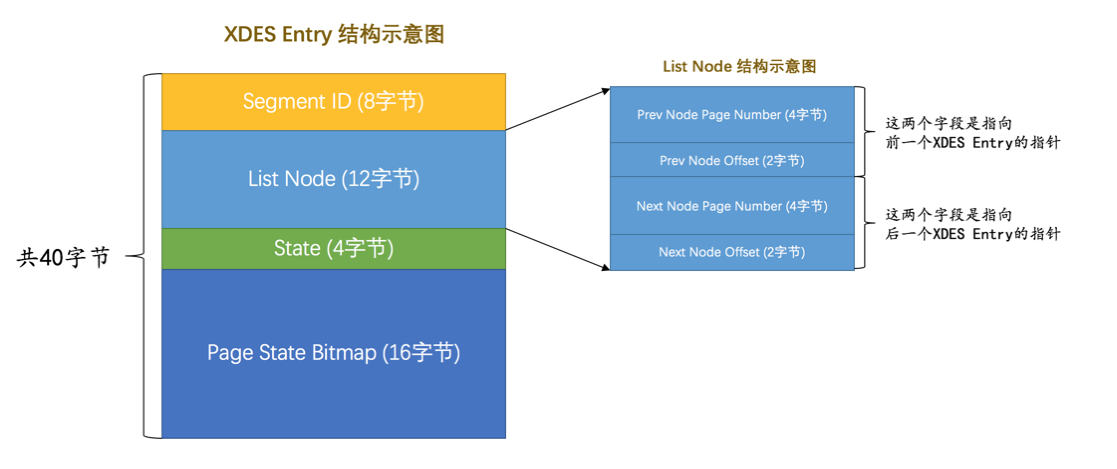 XDES Entry 结构示意图
Segment ID (8字节)
List Node (12字节)
State (4字节)
Page State Bitmap (16字节)
共40字节
List Node 结构示意图
Prev Node Page Number (4字节)
Prev Node Offset (2字节)
Next Node Page Number (4字节)
Next Node Offset (2字节)
这两个字段是指向
前一个XDES Entry的指针
这两个字段是指向
后一个XDES Entry的指针